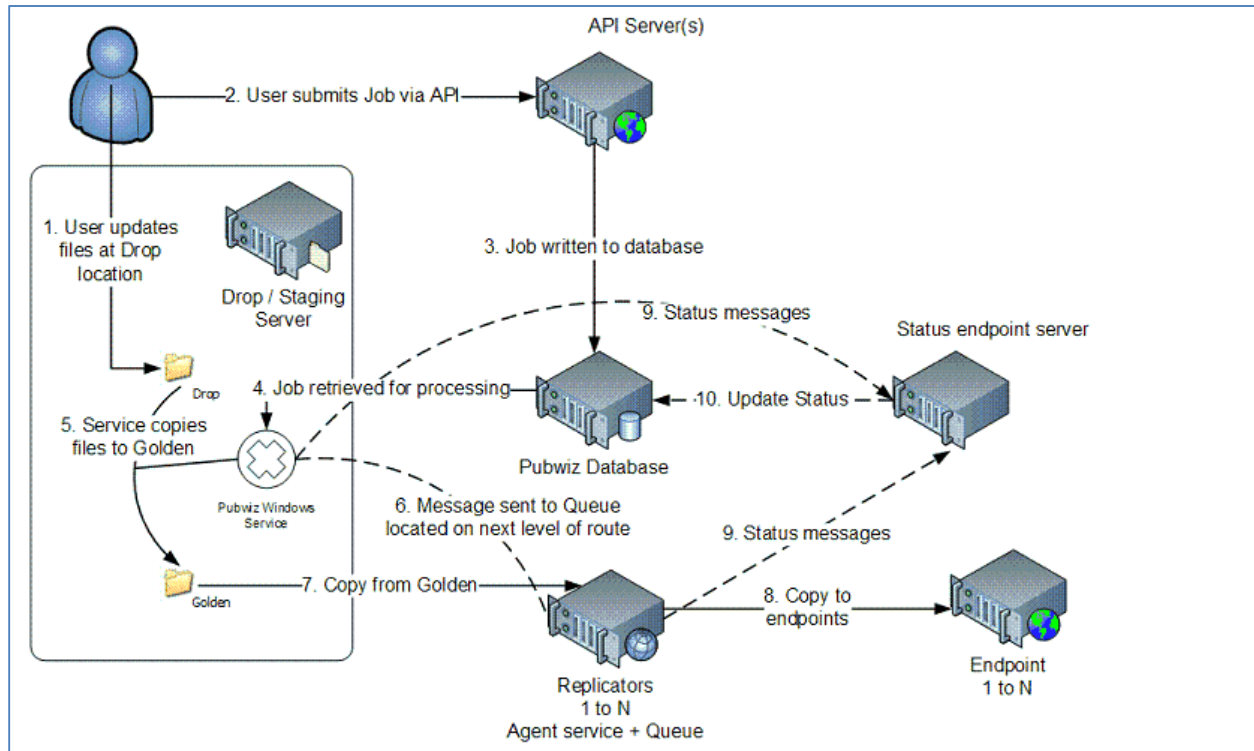 API Server(s)
2. User submits Job via API
1. User updates
files at Drop
location
Drop / Staging
Server
3. Job written to database
9. Status messages
Status endpoint server
Drop
4. Job retrieved for processing
10. Update Status
5. Service copies
files to Golden
Pubwiz Database
Pubwiz Windows
Service
6. Message sent to Queue
located on next level of route
9. Status messages
Golden
7. Copy from Golden
8. Copy to
endpoints
Replicators
1 to N
Agent service + Queue
Endpoint
1 to N